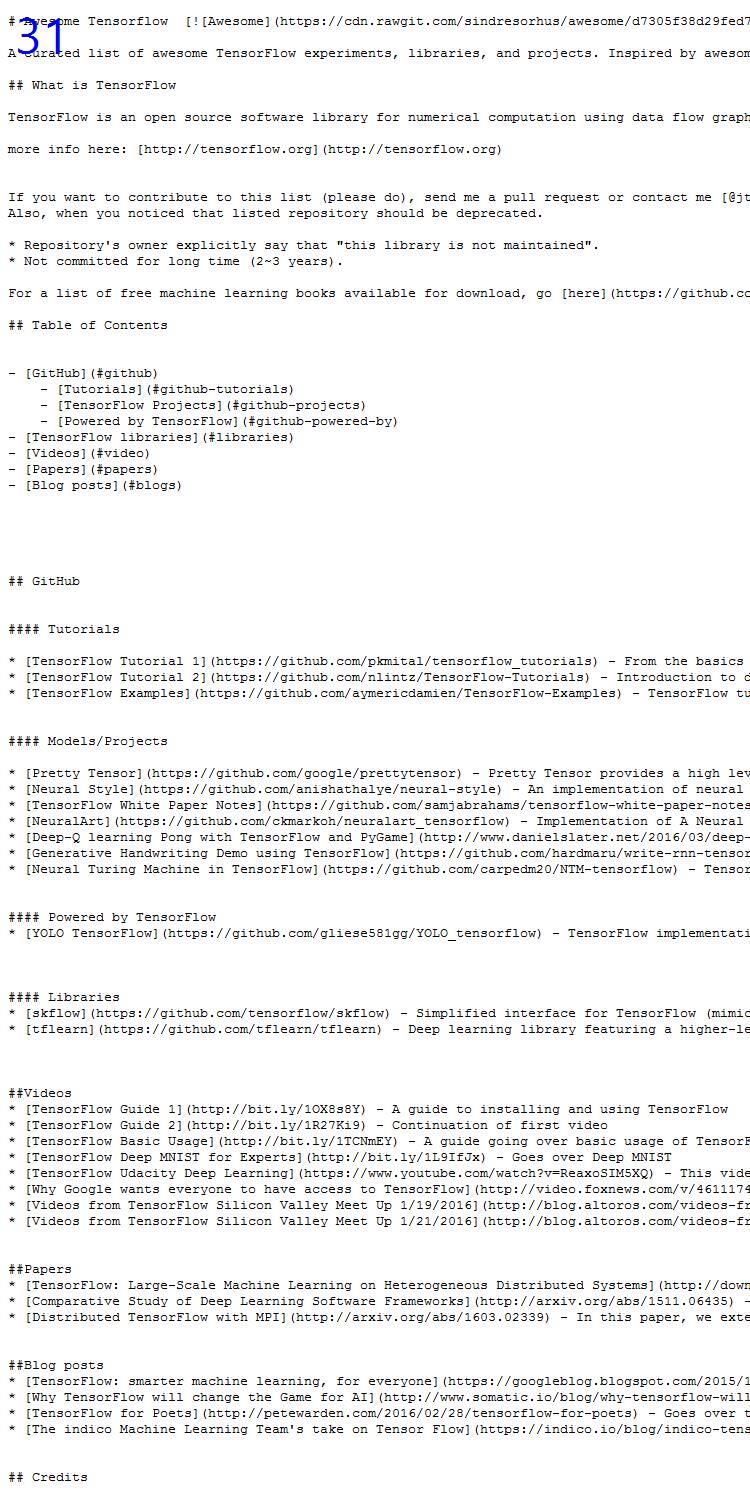 # Awesome Tensorflow  [![Awesome](https://cdn.rawgit.com/sindresorhus/awesome/d7305f38d29fed7
31
A curated list of awesome TensorFlow experiments, libraries, and projects. Inspired by awesom
## What is TensorFlow
TensorFlow is an open source software library for numerical computation using data flow graph
more info here: [http://tensorflow.org](http://tensorflow.org)
If you want to contribute to this list (please do), send me a pull request or contact me [@jt
Also, when you noticed that listed repository should be deprecated.
* Repository's owner explicitly say that "this library is not maintained".
* Not committed for long time (2~3 years).
For a list of free machine learning books available for download, go [here](https://github.co
## Table of Contents
- [GitHub](#github)
    - [Tutorials](#github-tutorials)
    - [TensorFlow Projects](#github-projects)
    - [Powered by TensorFlow](#github-powered-by)
- [TensorFlow libraries](#libraries)
- [Videos](#video)
- [Papers](#papers)
- [Blog posts](#blogs)
## GitHub
#### Tutorials
* [TensorFlow Tutorial 1](https://github.com/pkmital/tensorflow_tutorials) - From the basics
* [TensorFlow Tutorial 2](https://github.com/nlintz/TensorFlow-Tutorials) - Introduction to d
* [TensorFlow Examples](https://github.com/aymericdamien/TensorFlow-Examples) - TensorFlow tu
#### Models/Projects
* [Pretty Tensor](https://github.com/google/prettytensor) - Pretty Tensor provides a high lev
* [Neural Style](https://github.com/anishathalye/neural-style) - An implementation of neural
* [TensorFlow White Paper Notes](https://github.com/samjabrahams/tensorflow-white-paper-notes
* [NeuralArt](https://github.com/ckmarkoh/neuralart_tensorflow) - Implementation of A Neural
* [Deep-Q learning Pong with TensorFlow and PyGame](http://www.danielslater.net/2016/03/deep-
* [Generative Handwriting Demo using TensorFlow](https://github.com/hardmaru/write-rnn-tensor
* [Neural Turing Machine in TensorFlow](https://github.com/carpedm20/NTM-tensorflow) - Tensor
#### Powered by TensorFlow
* [YOLO TensorFlow](https://github.com/gliese581gg/YOLO_tensorflow) - TensorFlow implementati
#### Libraries
* [skflow](https://github.com/tensorflow/skflow) - Simplified interface for TensorFlow (mimic
* [tflearn](https://github.com/tflearn/tflearn) - Deep learning library featuring a higher-le
##Videos
* [TensorFlow Guide 1](http://bit.ly/1OX8s8Y) - A guide to installing and using TensorFlow
* [TensorFlow Guide 2](http://bit.ly/1R27Ki9) - Continuation of first video
* [TensorFlow Basic Usage](http://bit.ly/1TCNmEY) - A guide going over basic usage of TensorF
* [TensorFlow Deep MNIST for Experts](http://bit.ly/1L9IfJx) - Goes over Deep MNIST
* [TensorFlow Udacity Deep Learning](https://www.youtube.com/watch?v=ReaxoSIM5XQ) - This vide
* [Why Google wants everyone to have access to TensorFlow](http://video.foxnews.com/v/4611174
* [Videos from TensorFlow Silicon Valley Meet Up 1/19/2016](http://blog.altoros.com/videos-fr
* [Videos from TensorFlow Silicon Valley Meet Up 1/21/2016](http://blog.altoros.com/videos-fr
##Papers
* [TensorFlow: Large-Scale Machine Learning on Heterogeneous Distributed Systems](http://down
* [Comparative Study of Deep Learning Software Frameworks](http://arxiv.org/abs/1511.06435) -
* [Distributed TensorFlow with MPI](http://arxiv.org/abs/1603.02339) - In this paper, we exte
##Blog posts
* [TensorFlow: smarter machine learning, for everyone](https://googleblog.blogspot.com/2015/1
* [Why TensorFlow will change the Game for AI](http://www.somatic.io/blog/why-tensorflow-will
* [TensorFlow for Poets](http://petewarden.com/2016/02/28/tensorflow-for-poets) - Goes over t
* [The indico Machine Learning Team's take on Tensor Flow](https://indico.io/blog/indico-tens
## Credits